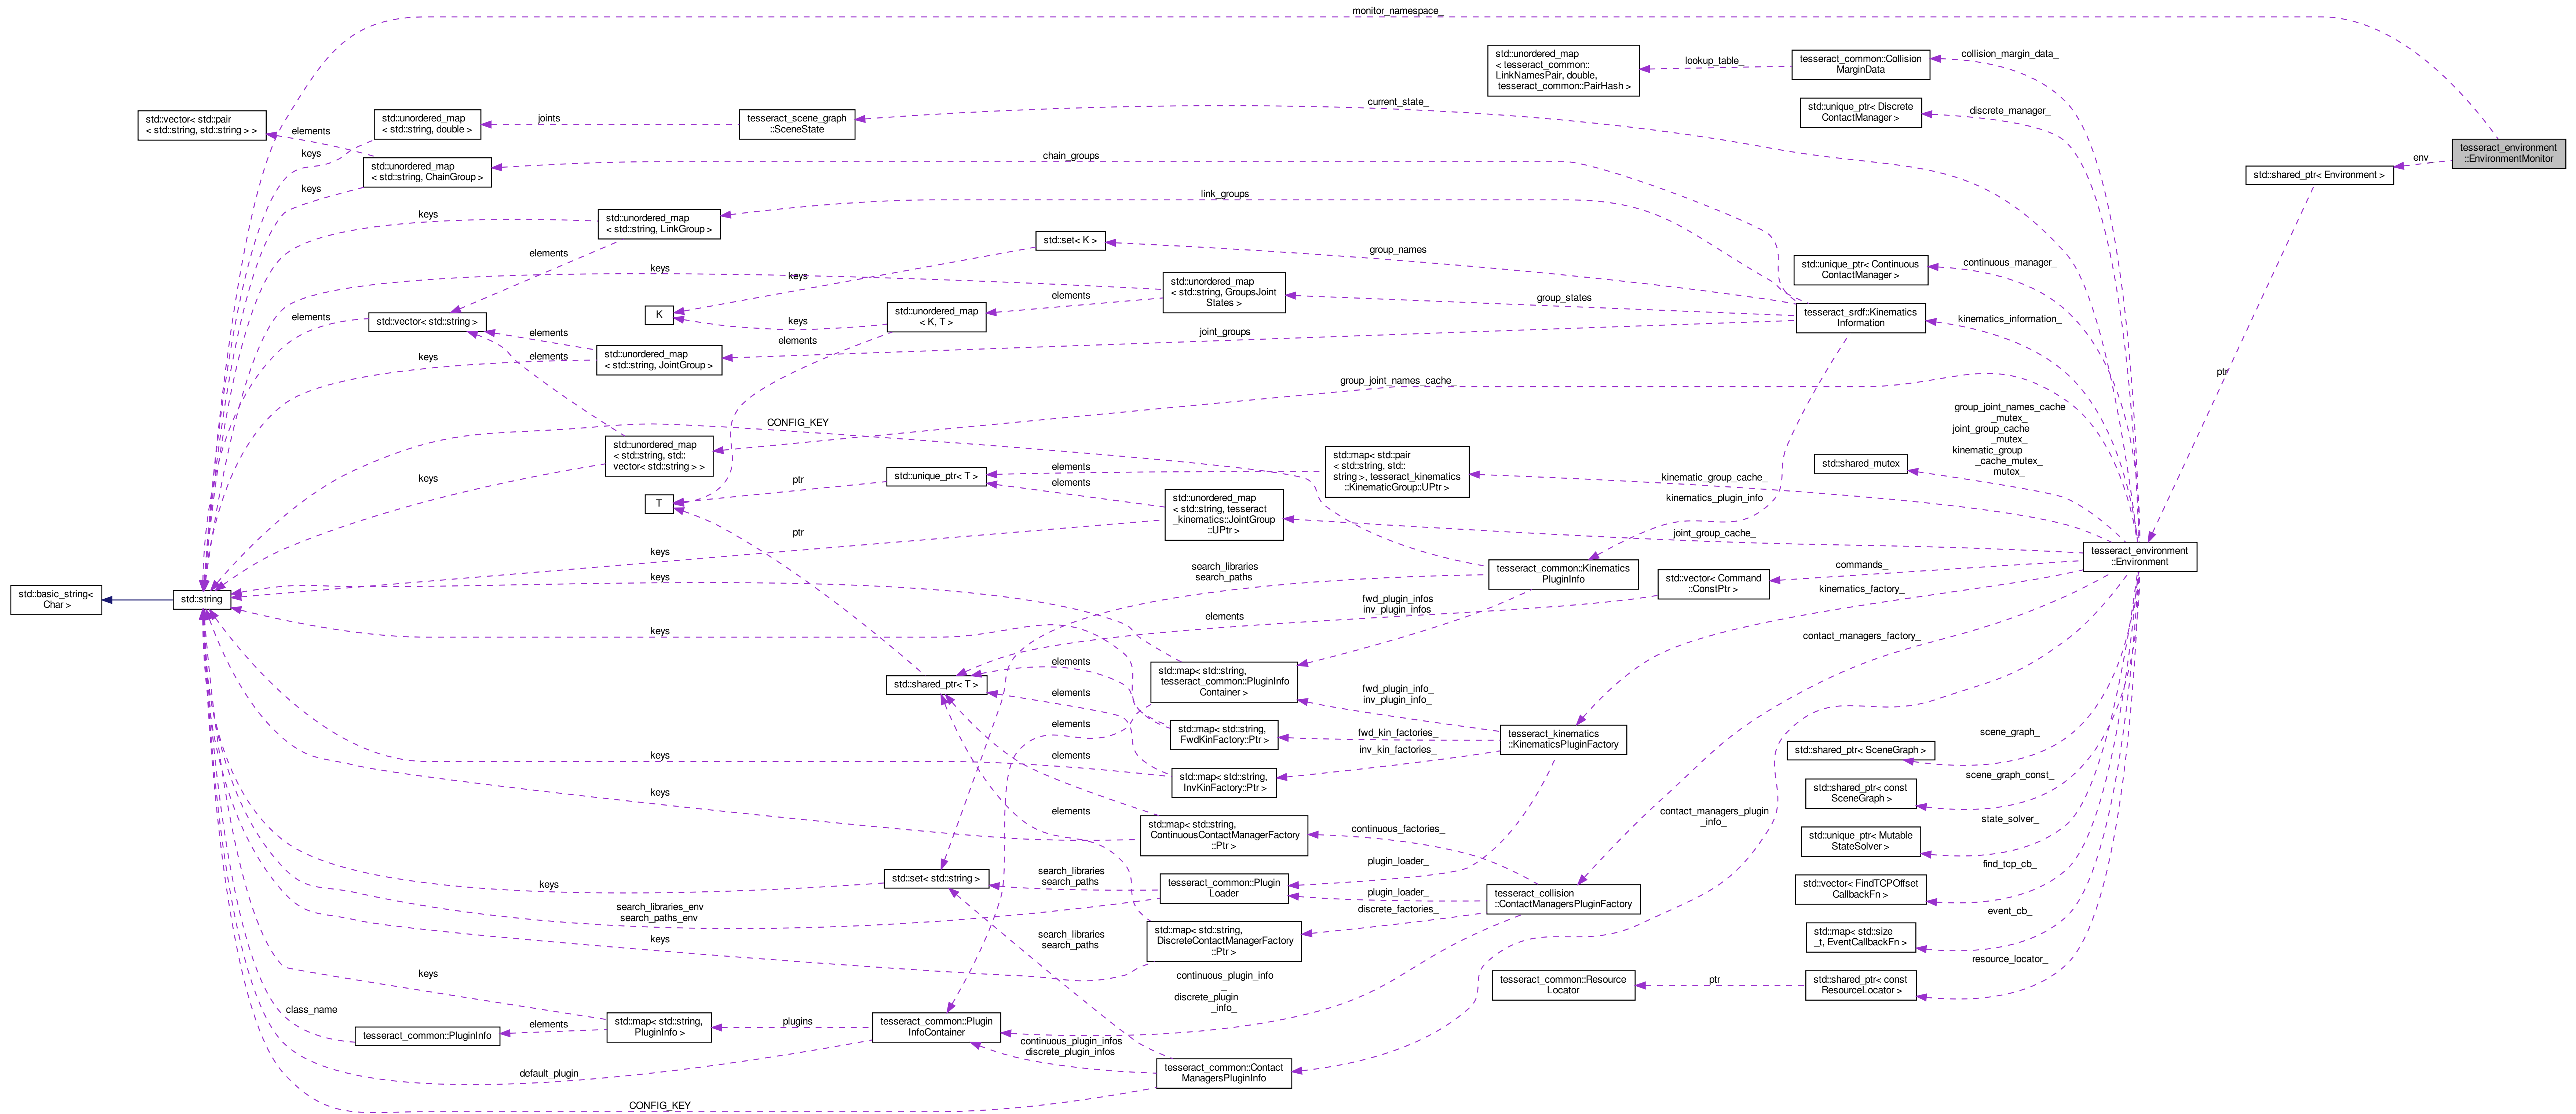 monitor_namespace_
std::unordered_map
< tesseract_common::
LinkNamesPair, double,
tesseract_common::PairHash >
lookup_table_
tesseract_common::Collision
MarginData
collision_margin_data_
std::vector< std::pair
< std::string, std::string > >
elements
std::unordered_map
< std::string, double >
joints
tesseract_scene_graph
::SceneState
current_state_
std::unique_ptr< Discrete
ContactManager >
discrete_manager_
tesseract_environment
::EnvironmentMonitor
env_
std::shared_ptr< Environment >
keys
std::unordered_map
< std::string, ChainGroup >
chain_groups
keys
link_groups
std::unordered_map
< std::string, LinkGroup >
keys
elements
std::set< K >
group_names
std::unique_ptr< Continuous
ContactManager >
continuous_manager_
keys
keys
std::unordered_map
< std::string, GroupsJoint
States >
elements
group_states
K
keys
std::unordered_map
< K, T >
elements
tesseract_srdf::Kinematics
Information
kinematics_information_
elements
std::vector< std::string >
elements
joint_groups
std::unordered_map
< std::string, JointGroup >
keys
elements
ptr
group_joint_names_cache_
CONFIG_KEY
std::unordered_map
< std::string, std::
vector< std::string > >
keys
group_joint_names_cache
_mutex_
joint_group_cache
_mutex_
kinematic_group
_cache_mutex_
mutex_
std::shared_mutex
std::map< std::pair
< std::string, std::
string >, tesseract_kinematics
::KinematicGroup::UPtr >
elements
kinematic_group_cache_
std::unique_ptr< T >
ptr
elements
T
std::unordered_map
< std::string, tesseract
_kinematics::JointGroup
::UPtr >
kinematics_plugin_info
joint_group_cache_
ptr
keys
tesseract_environment
::Environment
search_libraries
search_paths
tesseract_common::Kinematics
PluginInfo
std::vector< Command
::ConstPtr >
commands_
kinematics_factory_
std::basic_string<
Char >
std::string
keys
fwd_plugin_infos
inv_plugin_infos
elements
keys
contact_managers_factory_
std::shared_ptr< T >
elements
std::map< std::string,
tesseract_common::PluginInfo
Container >
elements
fwd_plugin_info_
inv_plugin_info_
elements
std::map< std::string,
FwdKinFactory::Ptr >
fwd_kin_factories_
tesseract_kinematics
::KinematicsPluginFactory
scene_graph_
std::shared_ptr< SceneGraph >
keys
elements
inv_kin_factories_
std::map< std::string,
InvKinFactory::Ptr >
scene_graph_const_
std::shared_ptr< const
SceneGraph >
keys
elements
std::map< std::string,
ContinuousContactManagerFactory
::Ptr >
continuous_factories_
contact_managers_plugin
_info_
state_solver_
std::unique_ptr< Mutable
StateSolver >
plugin_loader_
find_tcp_cb_
std::set< std::string >
keys
search_libraries
search_paths
tesseract_common::Plugin
Loader
plugin_loader_
tesseract_collision
::ContactManagersPluginFactory
std::vector< FindTCPOffset
CallbackFn >
search_libraries_env
search_paths_env
discrete_factories_
event_cb_
keys
search_libraries
search_paths
std::map< std::string,
DiscreteContactManagerFactory
::Ptr >
std::map< std::size
_t, EventCallbackFn >
resource_locator_
keys
continuous_plugin_info
_
discrete_plugin
_info_
tesseract_common::Resource
Locator
ptr
std::shared_ptr< const
ResourceLocator >
class_name
tesseract_common::PluginInfo
elements
std::map< std::string,
PluginInfo >
plugins
tesseract_common::Plugin
InfoContainer
continuous_plugin_infos
discrete_plugin_infos
default_plugin
tesseract_common::Contact
ManagersPluginInfo
CONFIG_KEY